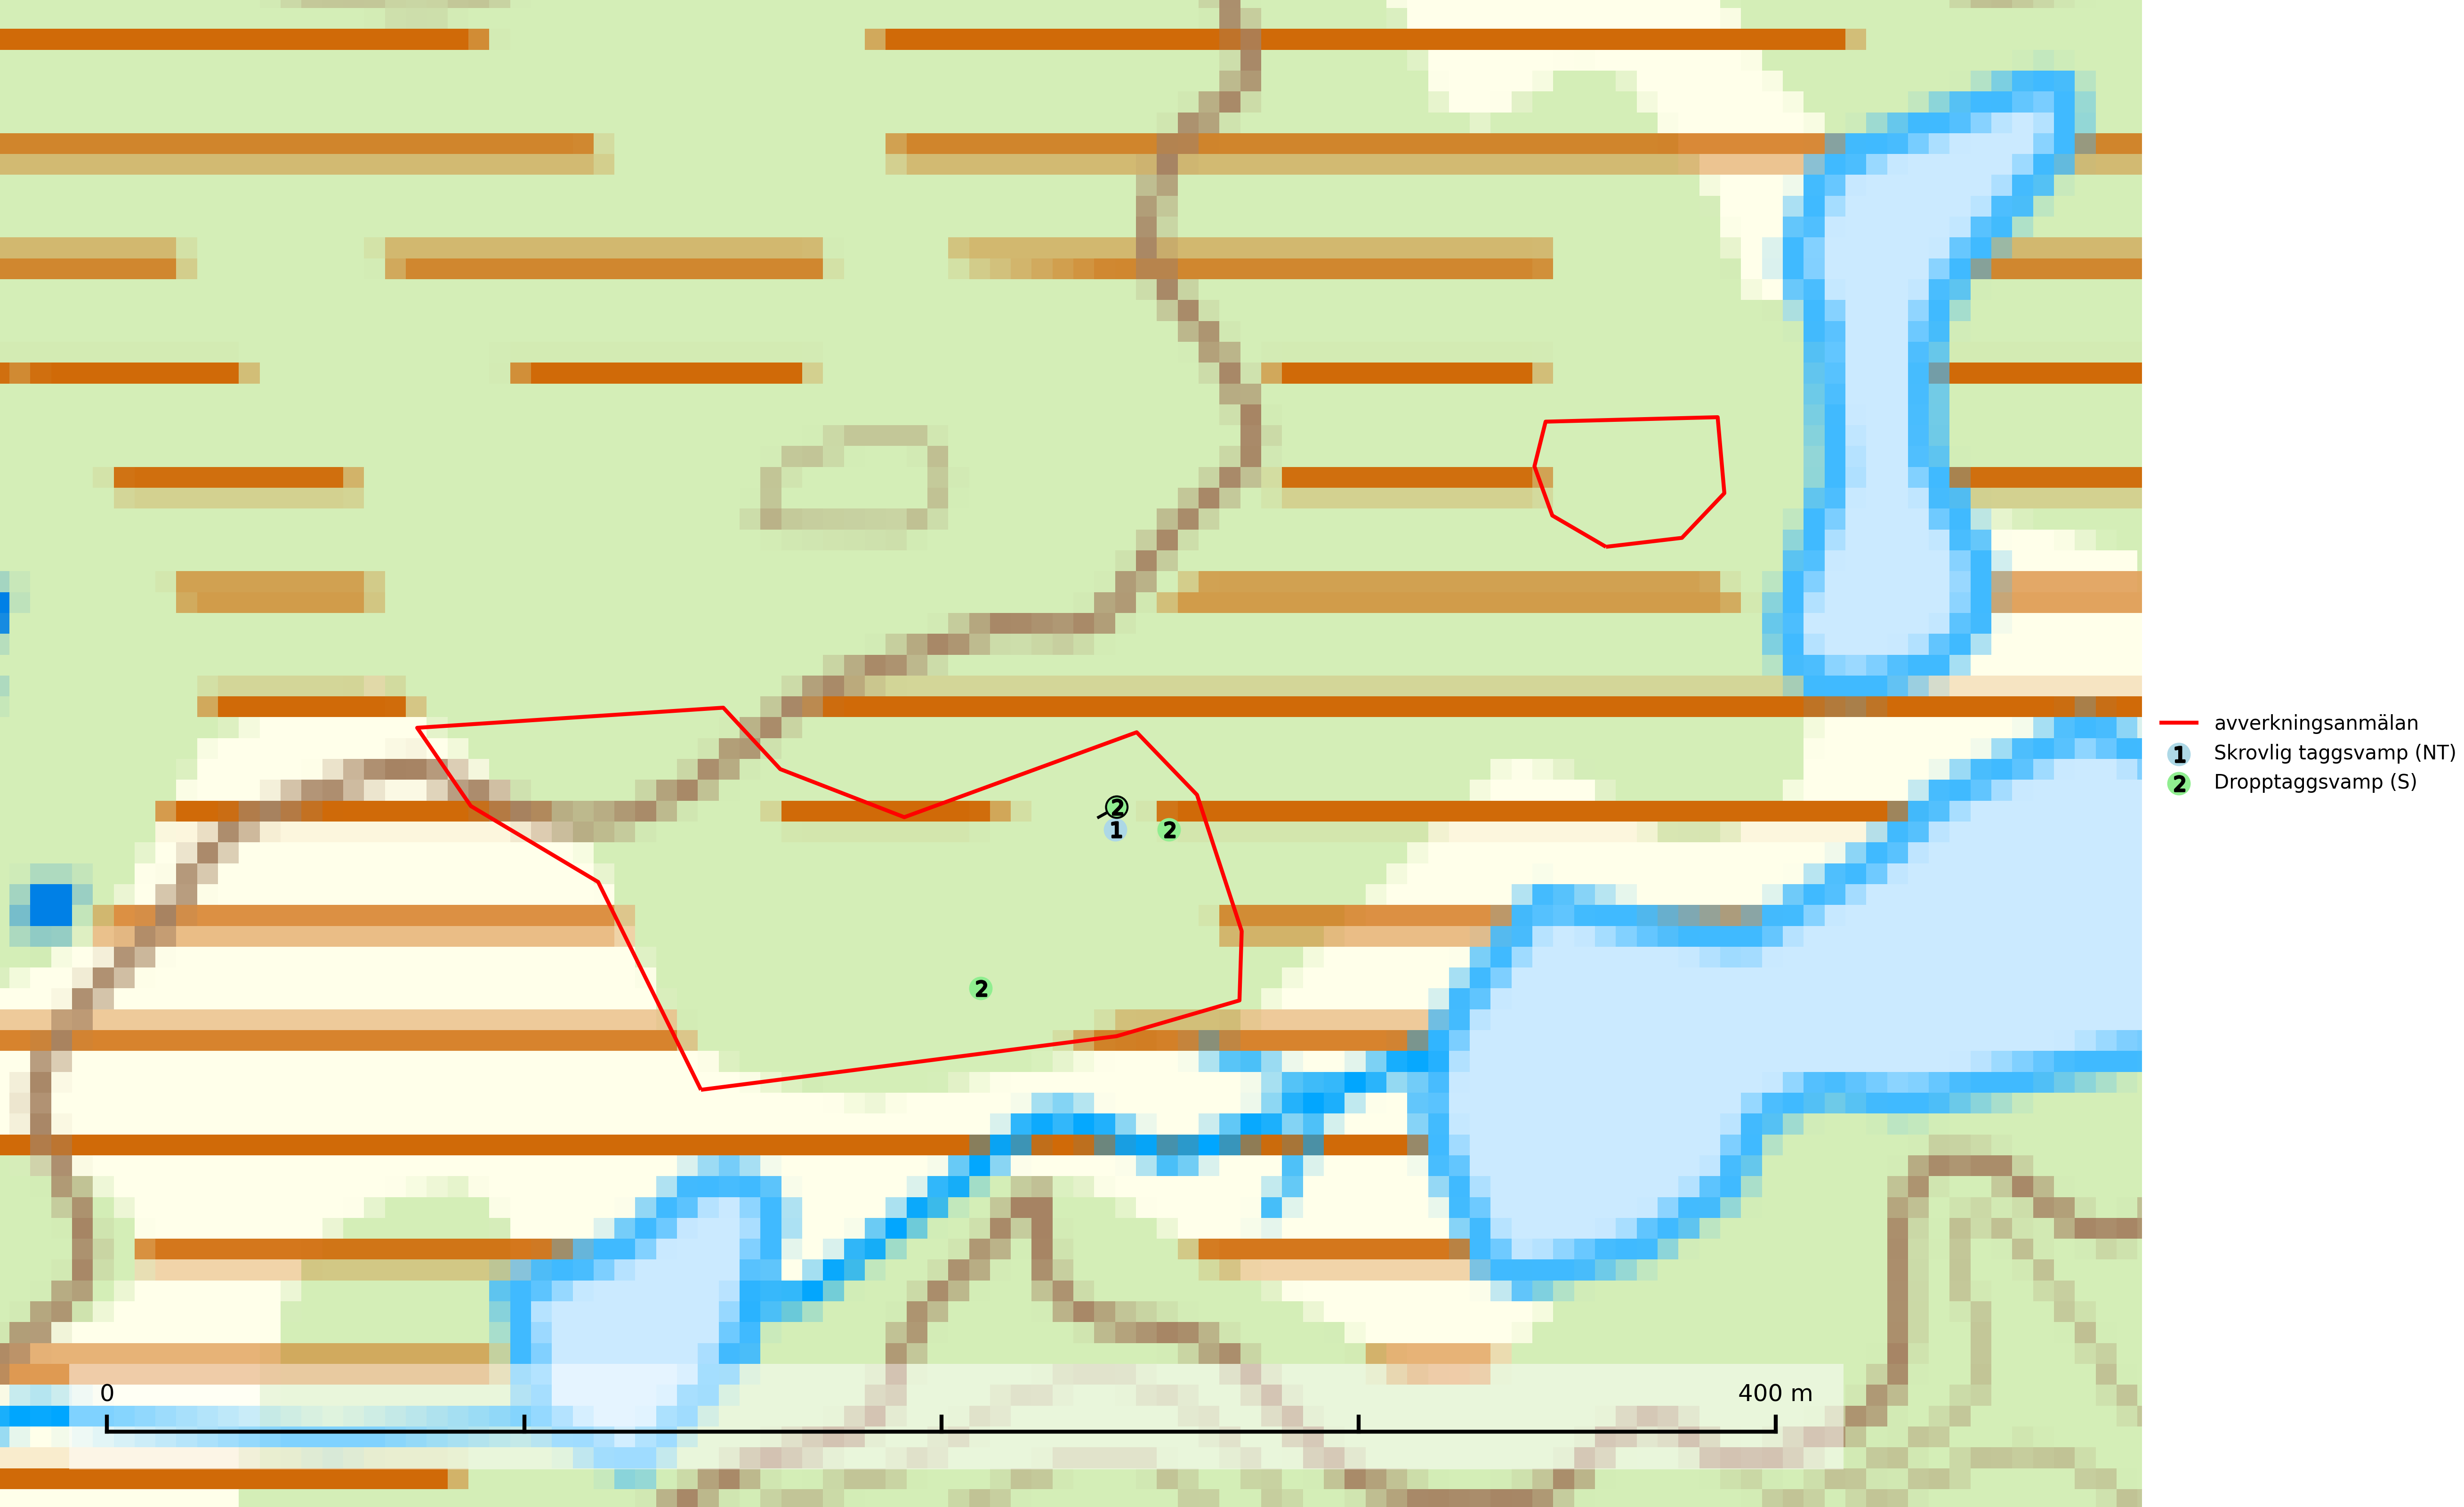 avverkningsanmälan
1 Skrovlig taggsvamp (NT)
2 Dropptaggsvamp (S)
2
1 2
2
0 400 m